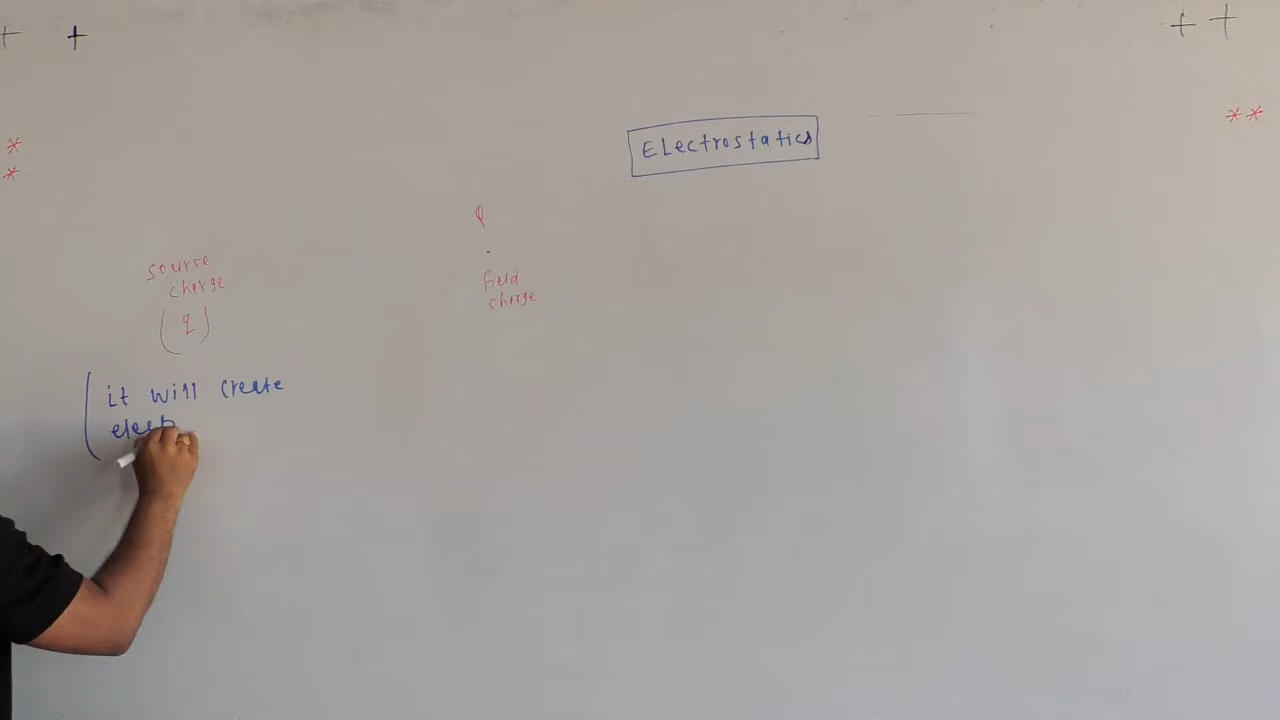 ELectrostatics
Q
field
charge
source
charge
(q)
it will create
elect